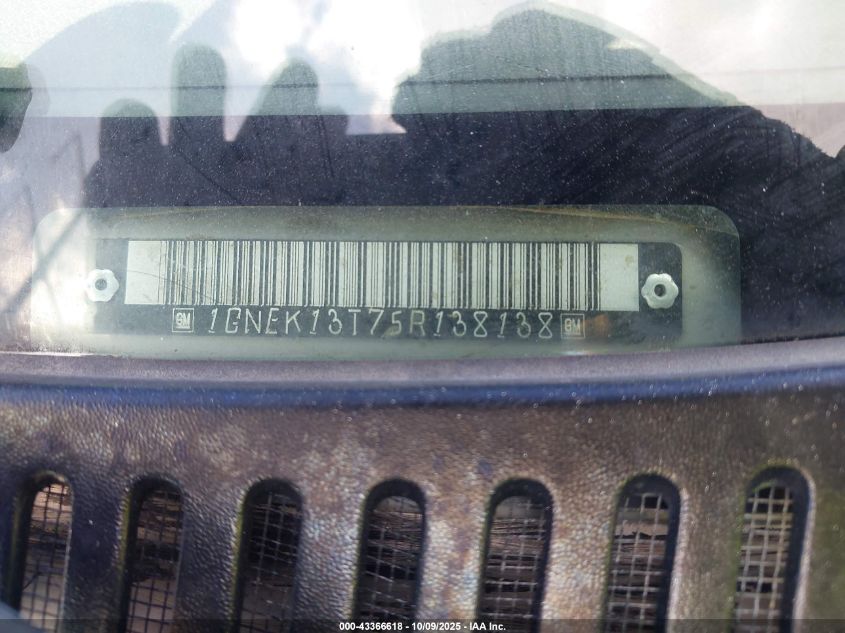 GM 1GNEK13T75R138138 GM
000-43366618 - 10/09/2025 - IAA Inc.